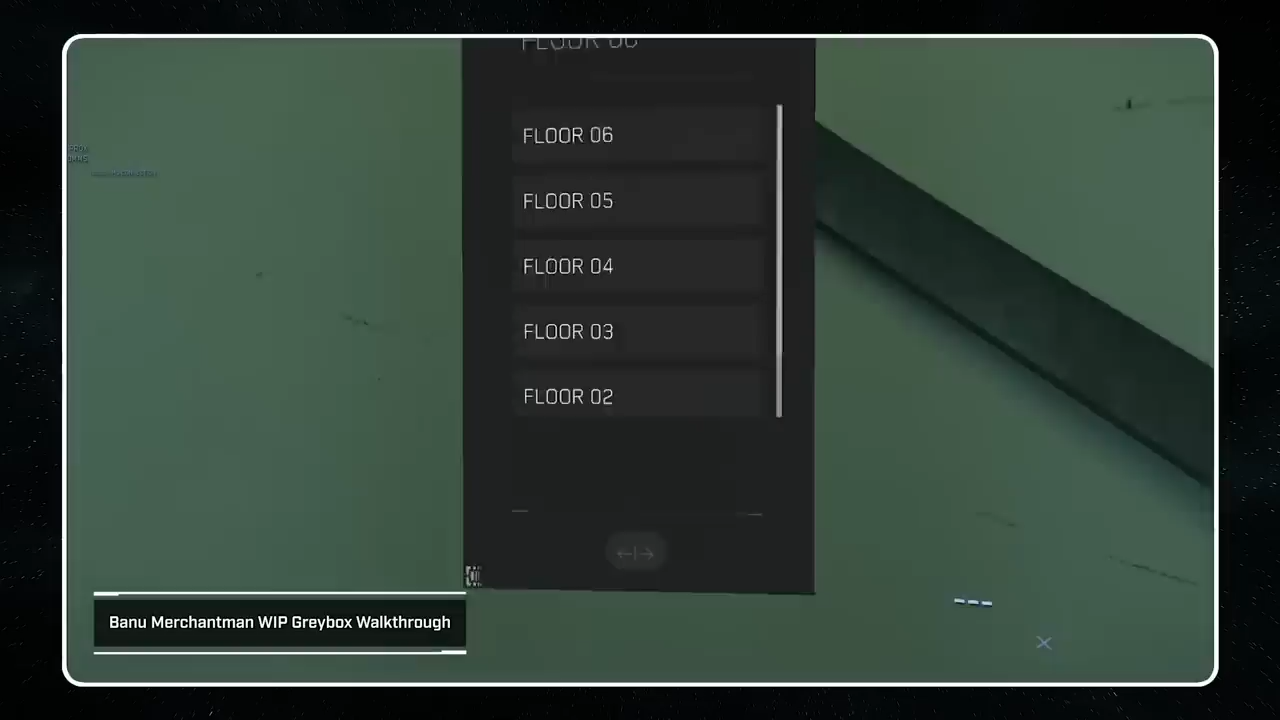 FLOOR 06
FLOOR 05
FLOOR 04
FLOOR 03
FLOOR 02
Banu Merchantman WIP Greybox Walkthrough